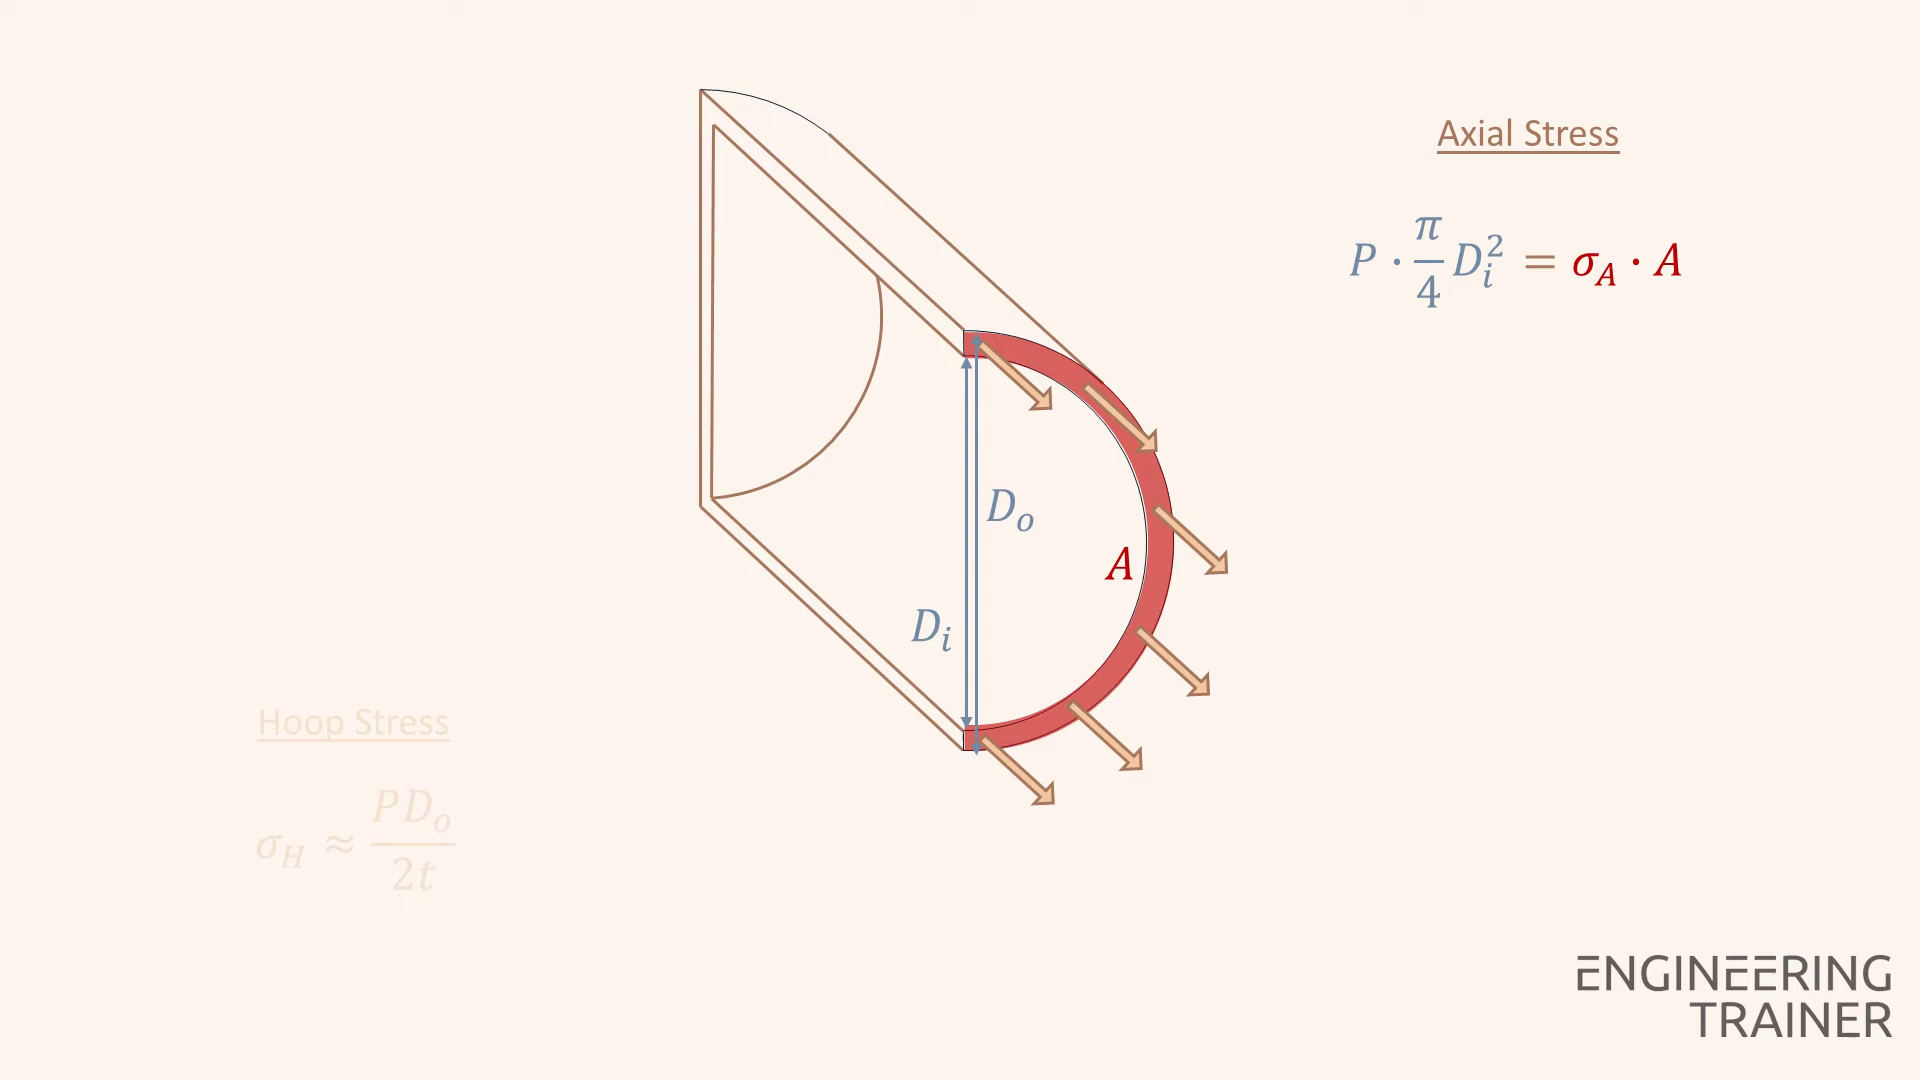 Axial Stress
P · π/4 D_i^2 = σ_A · A
D_o
A
D_i
Hoop Stress
σ_H ≈ PD_o/2t
ENGINEERING
TRAINER